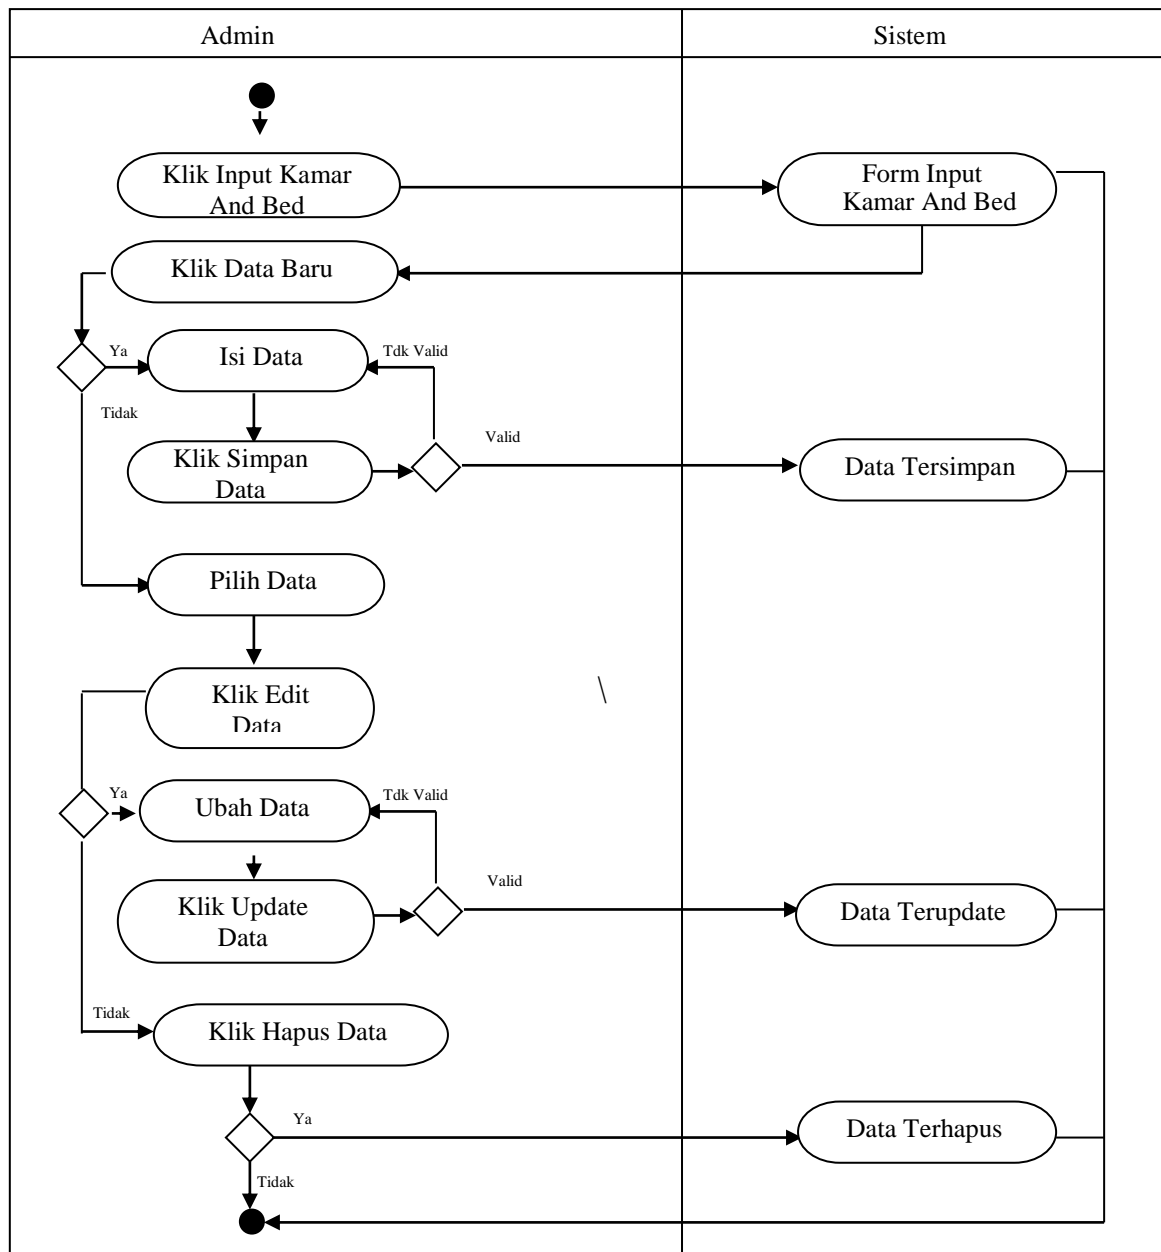 Admin
Sistem
Klik Input Kamar
And Bed
Form Input
Kamar And Bed
Klik Data Baru
Ya
Isi Data
Tdk Valid
Tidak
Klik Simpan
Data
Valid
Data Tersimpan
Pilih Data
Klik Edit
Data
\
Ya
Ubah Data
Tdk Valid
Klik Update
Data
Valid
Data Terupdate
Tidak
Klik Hapus Data
Ya
Data Terhapus
Tidak